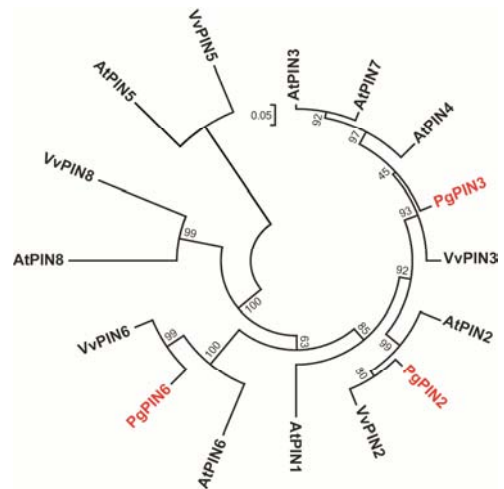 VvPIN5
AtPIN5
VvPIN8
AtPIN8
VvPIN6
PgPIN6
AtPIN6
AtPIN1
VvPIN2
PgPIN2
AtPIN2
VvPIN3
PgPIN3
AtPIN4
AtPIN7
AtPIN3
0.05
92
97
45
93
92
99
30
85
63
100
100
99
99